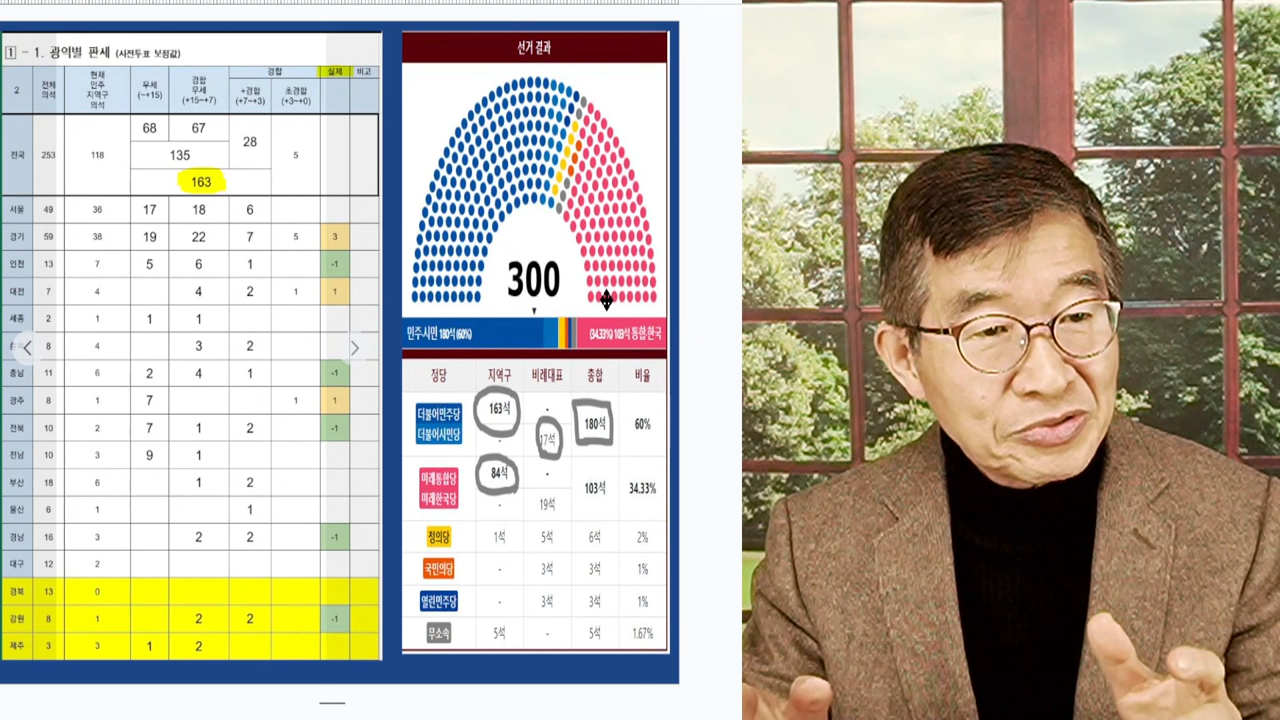 1 - 1. 광역별 판세 (사전투표 보정값)
2 전체 의석 현재 민주 지역구 의석 우세 (~+15) 경합 우세 (+15~+7) 경합 +경합 (+7~+3) 초경합 (+3~+0) 실제 비고
전국 253 118 68 67 28 5
135
163
서울 49 36 17 18 6
경기 59 38 19 22 7 5 3
인천 13 7 5 6 1 -1
대전 7 4 4 2 1 1
세종 2 1 1 1
8 4 3 2
충남 11 6 2 4 1 -1
광주 8 1 7 1 1
전북 10 2 7 1 2 -1
전남 10 3 9 1
부산 18 6 1 2
울산 6 1 1
경남 16 3 2 2 -1
대구 12 2
경북 13 0
강원 8 1 2 2 -1
제주 3 3 1 2
선거 결과
300
민주·시민 180석 (60%)
통합·한국
정당 지역구 비례대표 총합 비율
더불어민주당 163석 -
더불어시민당 - 17석 180석 60%
미래통합당 84석 -
미래한국당 - 19석 103석 34.33%
정의당 1석 5석 6석 2%
국민의당 - 3석 3석 1%
열린민주당 - 3석 3석 1%
무소속 5석 - 5석 1.67%